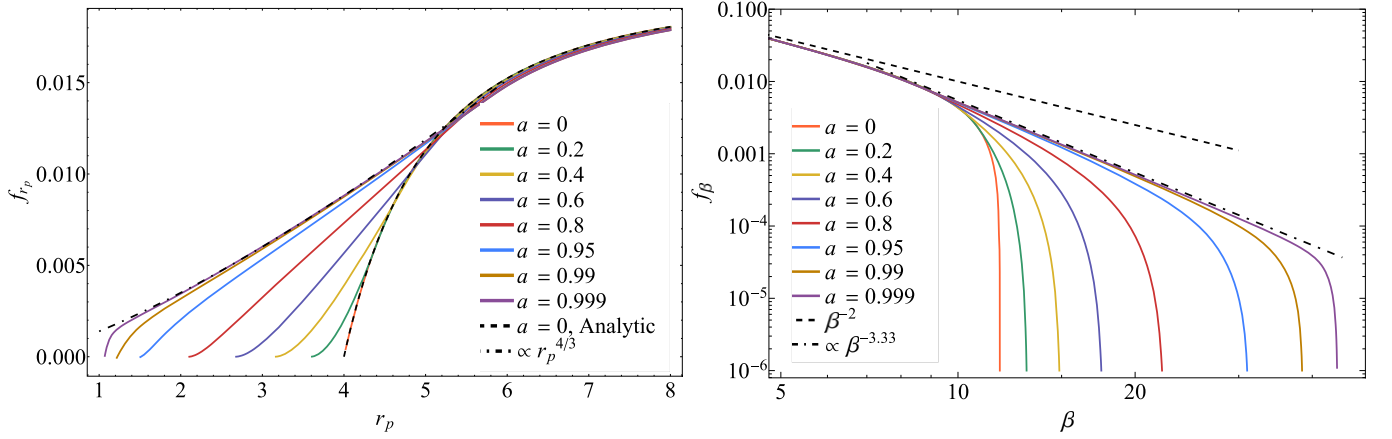 0.015
0.010
0.005
0.000
f_{r_p}
1 2 3 4 5 6 7 8
r_p
a = 0
a = 0.2
a = 0.4
a = 0.6
a = 0.8
a = 0.95
a = 0.99
a = 0.999
a = 0, Analytic
∝ r_p^{4/3}
0.100
0.010
0.001
10^{-4}
10^{-5}
10^{-6}
f_β
5 10 20
β
a = 0
a = 0.2
a = 0.4
a = 0.6
a = 0.8
a = 0.95
a = 0.99
a = 0.999
β^{-2}
∝ β^{-3.33}